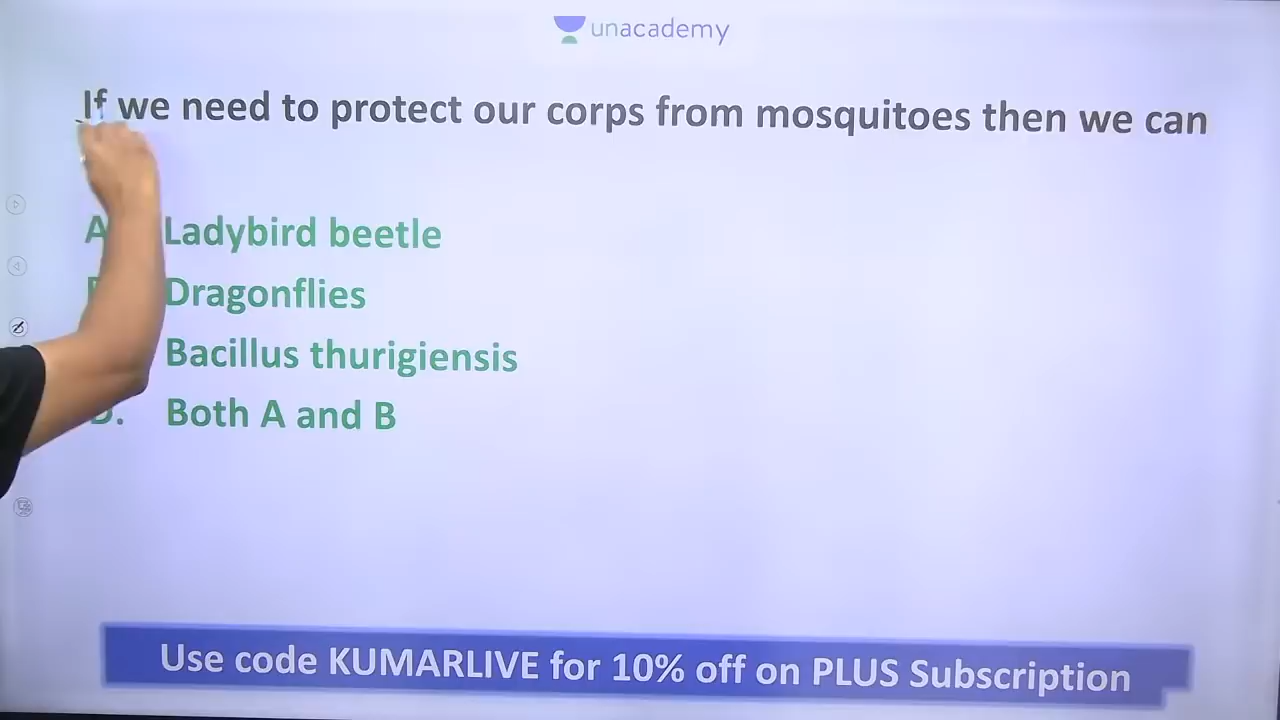 unacademy
If we need to protect our corps from mosquitoes then we can
A Ladybird beetle
Dragonflies
Bacillus thurigiensis
D. Both A and B
Use code KUMARLIVE for 10% off on PLUS Subscription